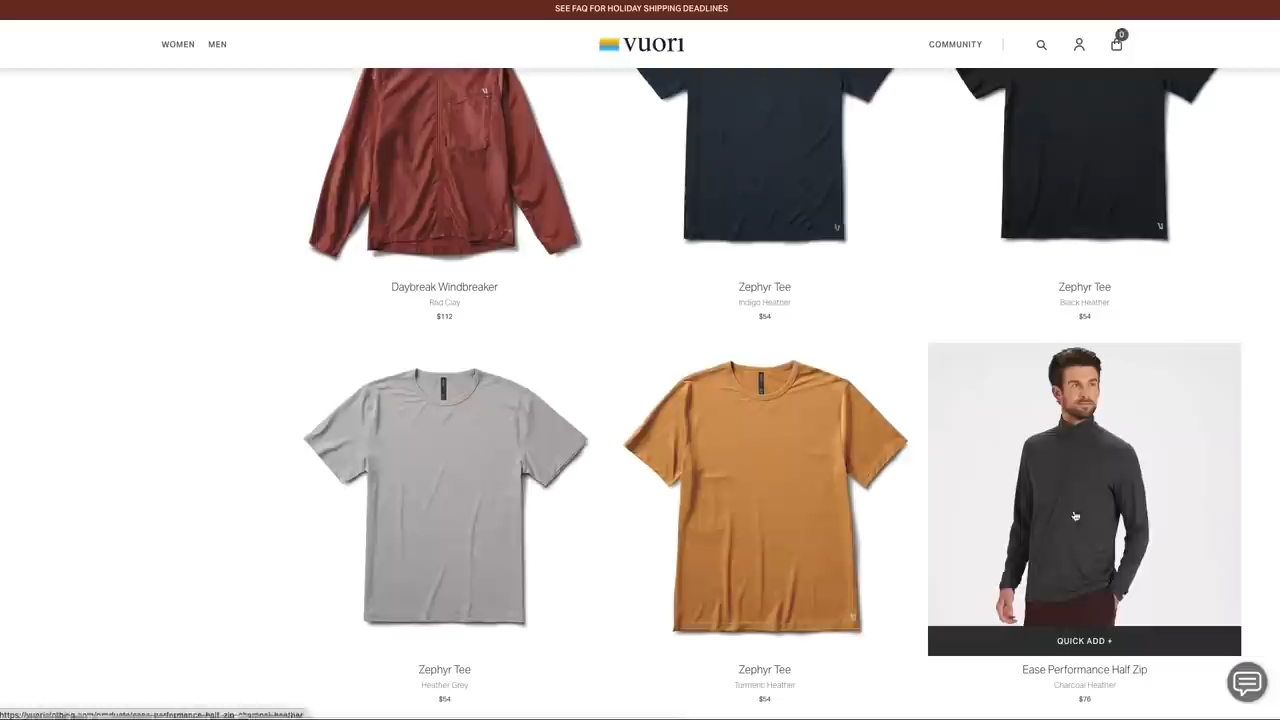 SEE FAQ FOR HOLIDAY SHIPPING DEADLINES
WOMEN MEN vuori COMMUNITY 0
Daybreak Windbreaker
Red Clay
$112
Zephyr Tee
Indigo Heather
$54
Zephyr Tee
Black Heather
$54
Zephyr Tee
Heather Grey
$54
Zephyr Tee
Turmeric Heather
$54
QUICK ADD +
Ease Performance Half Zip
Charcoal Heather
$76